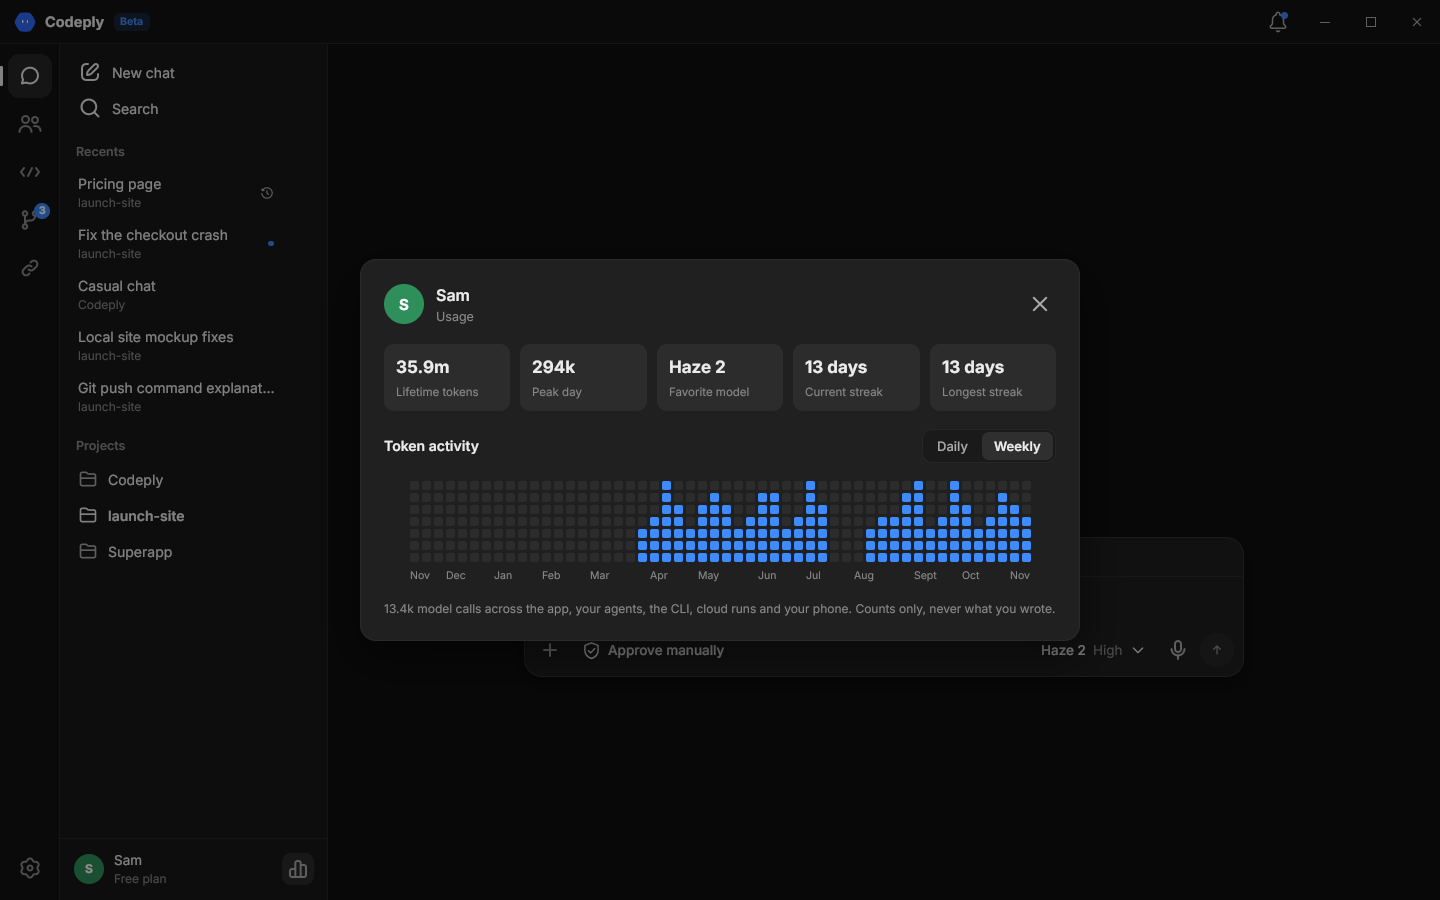 Codeply Beta
New chat
Search
3
Recents
Pricing page
launch-site
Fix the checkout crash
launch-site
Casual chat
Codeply
Local site mockup fixes
launch-site
Git push command explanat...
launch-site
Projects
Codeply
launch-site
Superapp
S
Sam
Free plan
S
Sam
Usage
35.9m
Lifetime tokens
294k
Peak day
Haze 2
Favorite model
13 days
Current streak
13 days
Longest streak
Token activity
Daily Weekly
Nov Dec Jan Feb Mar Apr May Jun Jul Aug Sept Oct Nov
13.4k model calls across the app, your agents, the CLI, cloud runs and your phone. Counts only, never what you wrote.
Approve manually
Haze 2 High